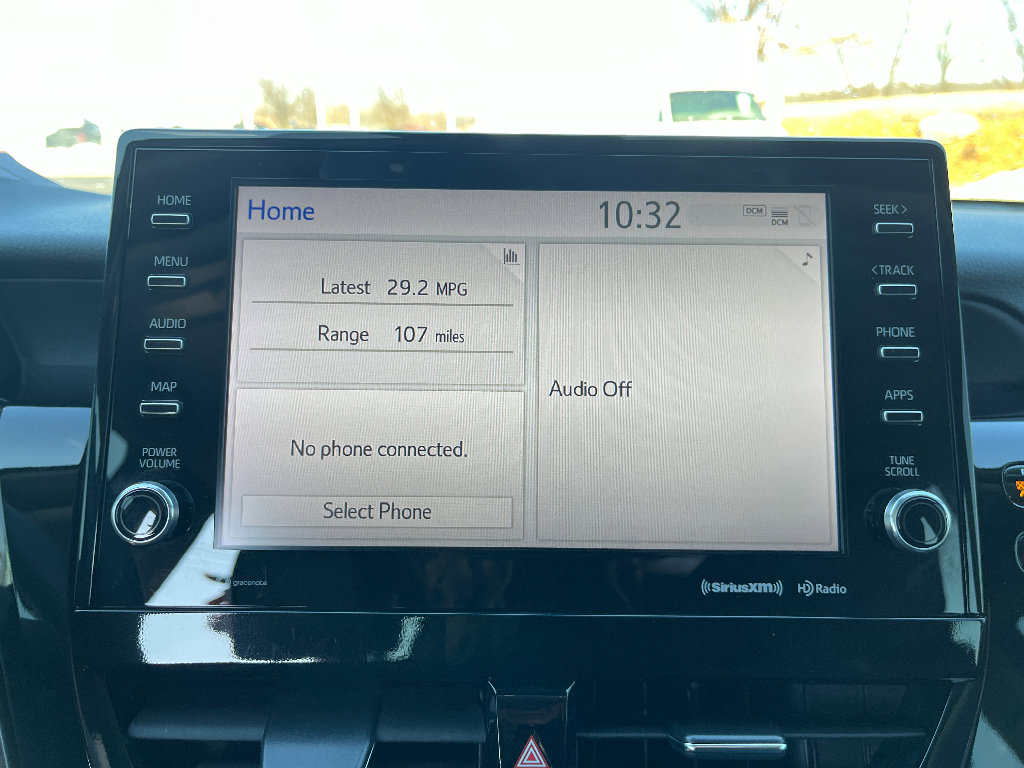 HOME
MENU
AUDIO
MAP
POWER
VOLUME
Home
10:32
DCM
DCM
Latest 29.2 MPG
Range 107 miles
No phone connected.
Select Phone
Audio Off
SEEK >
< TRACK
PHONE
APPS
TUNE
SCROLL
gracenote
((SiriusXM))
HD Radio